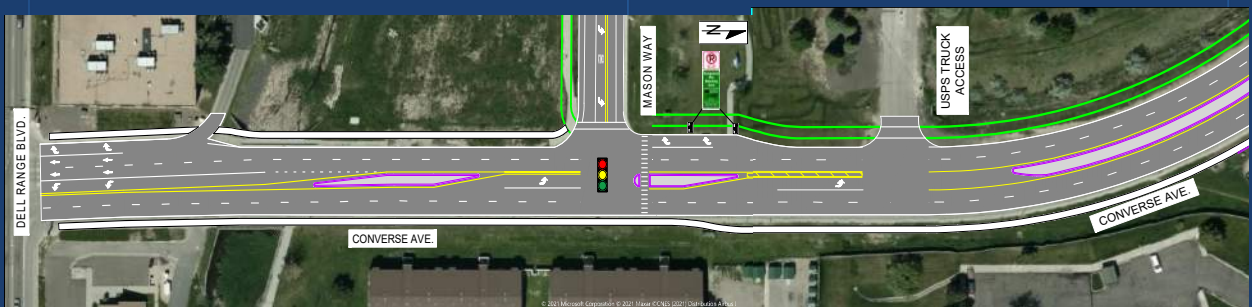 DELL RANGE BLVD.
MASON WAY
N
USPS TRUCK
ACCESS
CONVERSE AVE.
CONVERSE AVE.
© 2021 Microsoft Corporation © 2021 Maxar ©CNES (2021) Distribution Airbus